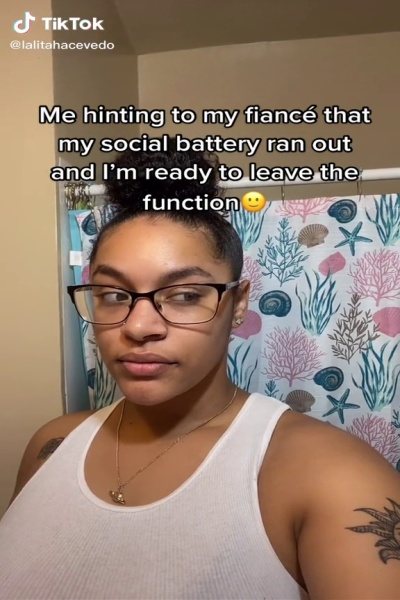 TikTok
@lalitahacevedo
Me hinting to my fiancé that
my social battery ran out
and I'm ready to leave the
function🙂